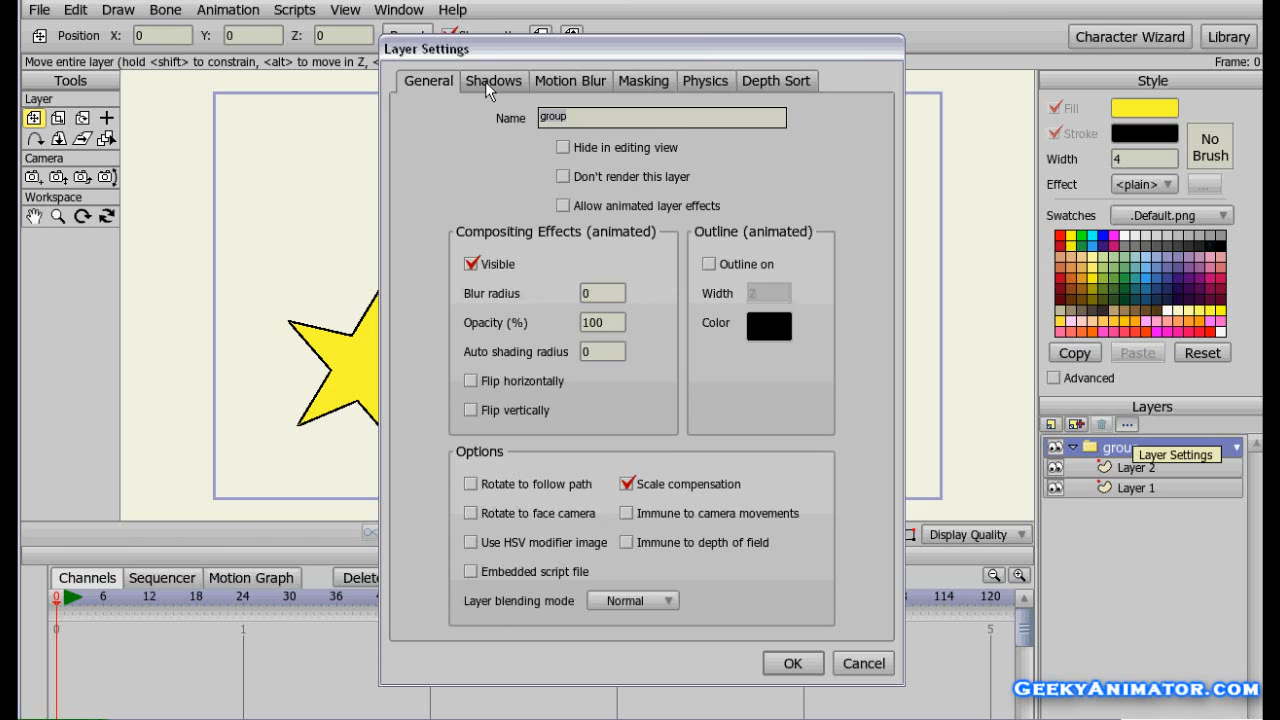 File Edit Draw Bone Animation Scripts View Window Help
Position X: 0 Y: 0 Z: 0
Character Wizard Library
Move entire layer (hold <shift> to constrain, <alt> to move in Z, <
Frame: 0
Tools
Layer
Camera
Workspace
Layer Settings
General Shadows Motion Blur Masking Physics Depth Sort
Name group
Hide in editing view
Don't render this layer
Allow animated layer effects
Compositing Effects (animated)
Visible
Blur radius 0
Opacity (%) 100
Auto shading radius 0
Flip horizontally
Flip vertically
Outline (animated)
Outline on
Width 2
Color
Options
Rotate to follow path Scale compensation
Rotate to face camera Immune to camera movements
Use HSV modifier image Immune to depth of field
Embedded script file
Layer blending mode Normal
OK Cancel
Style
Fill
Stroke
No Brush
Width 4
Effect <plain> ...
Swatches .Default.png
Copy Paste Reset
Advanced
Layers
...
grou
Layer Settings
Layer 2
Layer 1
Display Quality
Channels Sequencer Motion Graph Delet
0 6 12 18 24 30 36 114 120
0 1 5
GeekyAnimator.com